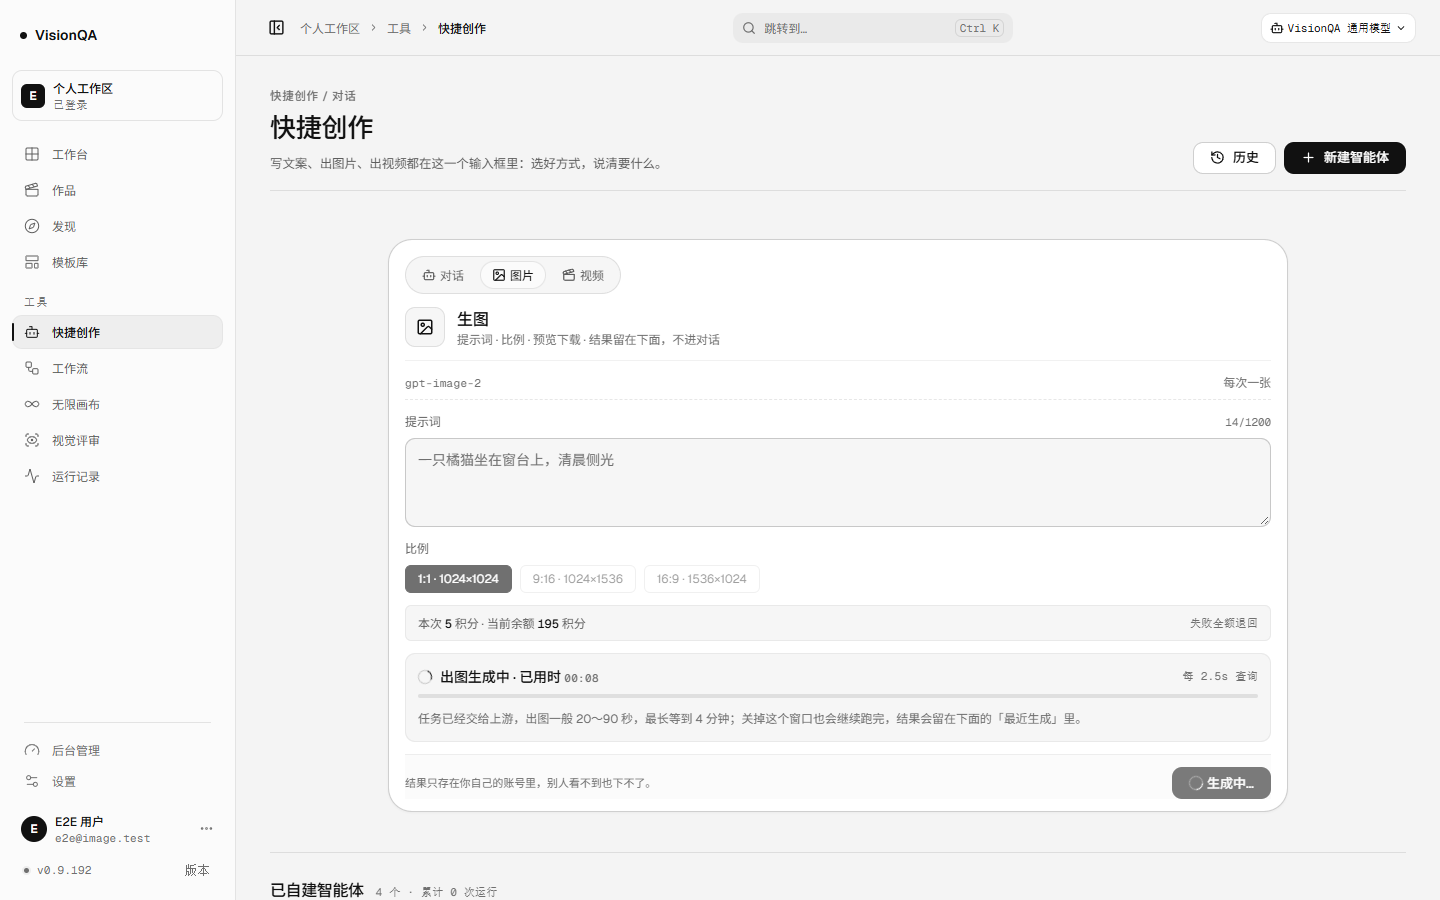 VisionQA
E
个人工作区
已登录
工作台
作品
发现
模板库
工具
快捷创作
工作流
无限画布
视觉评审
运行记录
后台管理
设置
E
E2E 用户
e2e@image.test
v0.9.192
版本
个人工作区 > 工具 > 快捷创作
跳转到…
Ctrl K
VisionQA 通用模型
快捷创作 / 对话
快捷创作
写文案、出图片、出视频都在这一个输入框里：选好方式，说清要什么。
历史
新建智能体
对话
图片
视频
生图
提示词 · 比例 · 预览下载 · 结果留在下面，不进对话
gpt-image-2
每次一张
提示词
14/1200
一只橘猫坐在窗台上，清晨侧光
比例
1:1 · 1024×1024
9:16 · 1024×1536
16:9 · 1536×1024
本次 5 积分 · 当前余额 195 积分
失败全额退回
出图生成中 · 已用时 00:08
每 2.5s 查询
任务已经交给上游，出图一般 20～90 秒，最长等到 4 分钟；关掉这个窗口也会继续跑完，结果会留在下面的「最近生成」里。
结果只存在你自己的账号里，别人看不到也下不了。
生成中…
已自建智能体
4 个 · 累计 0 次运行